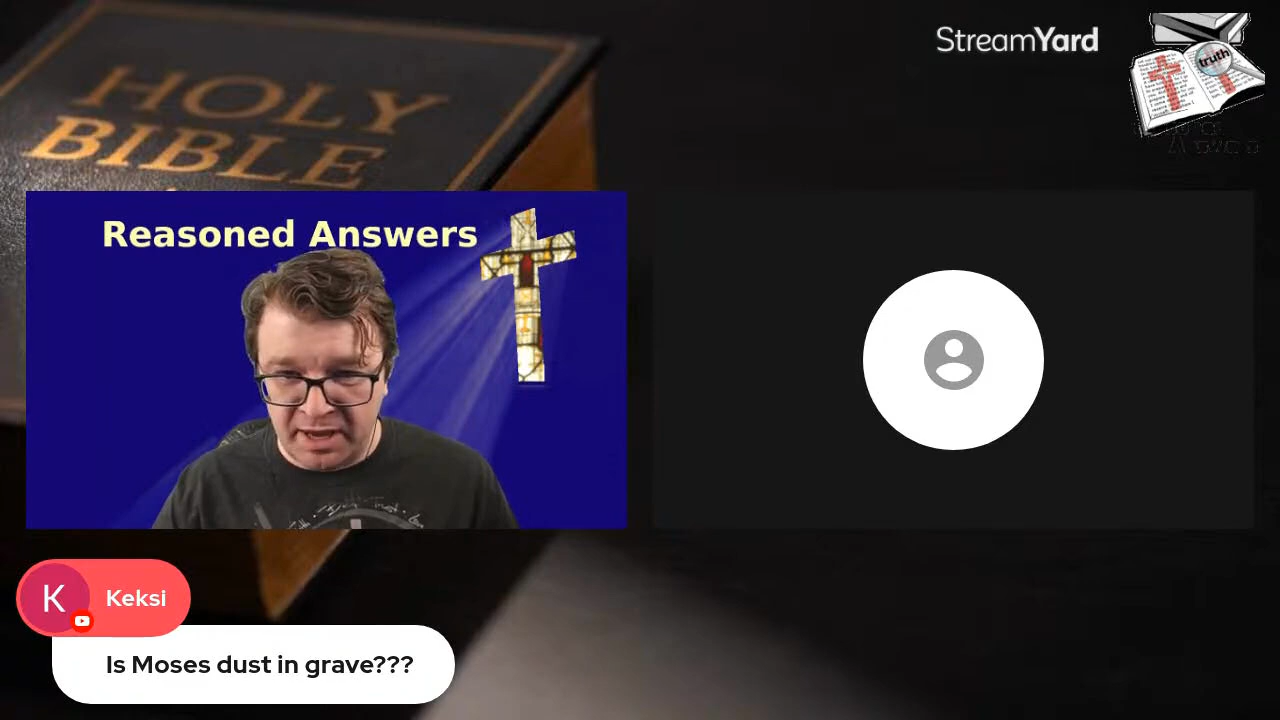 HOLY
BIBLE
StreamYard
truth
Reasoned Answers
K
Keksi
Is Moses dust in grave???